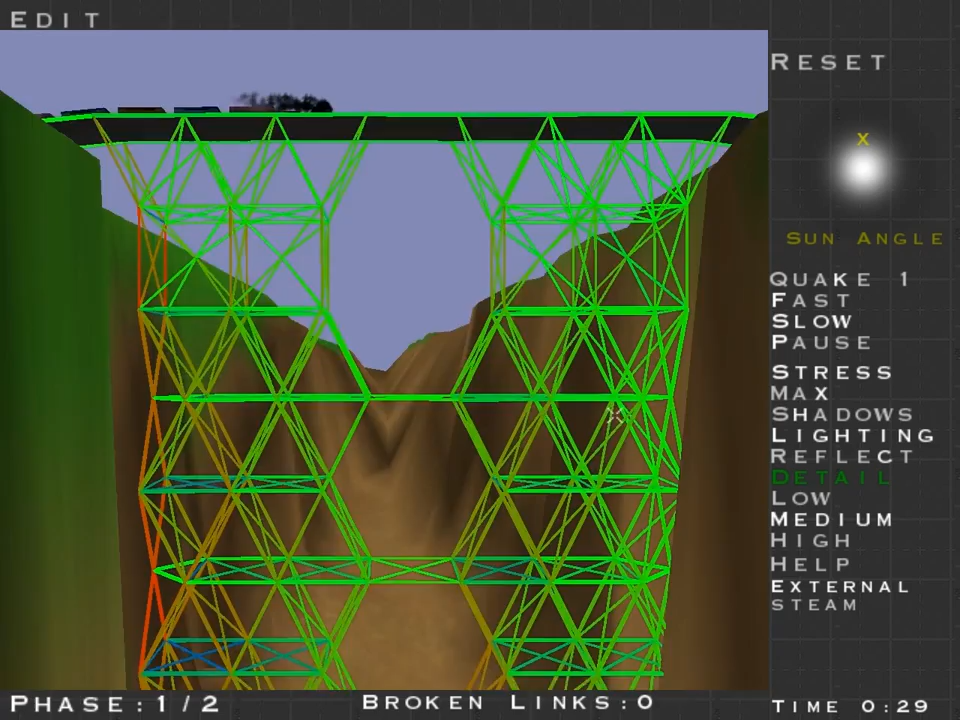 EDIT
RESET
X
SUN ANGLE
QUAKE 1
FAST
SLOW
PAUSE
STRESS
MAX
SHADOWS
LIGHTING
REFLECT
DETAIL
LOW
MEDIUM
HIGH
HELP
EXTERNAL
STEAM
PHASE:1/2
BROKEN LINKS:0
TIME 0:29